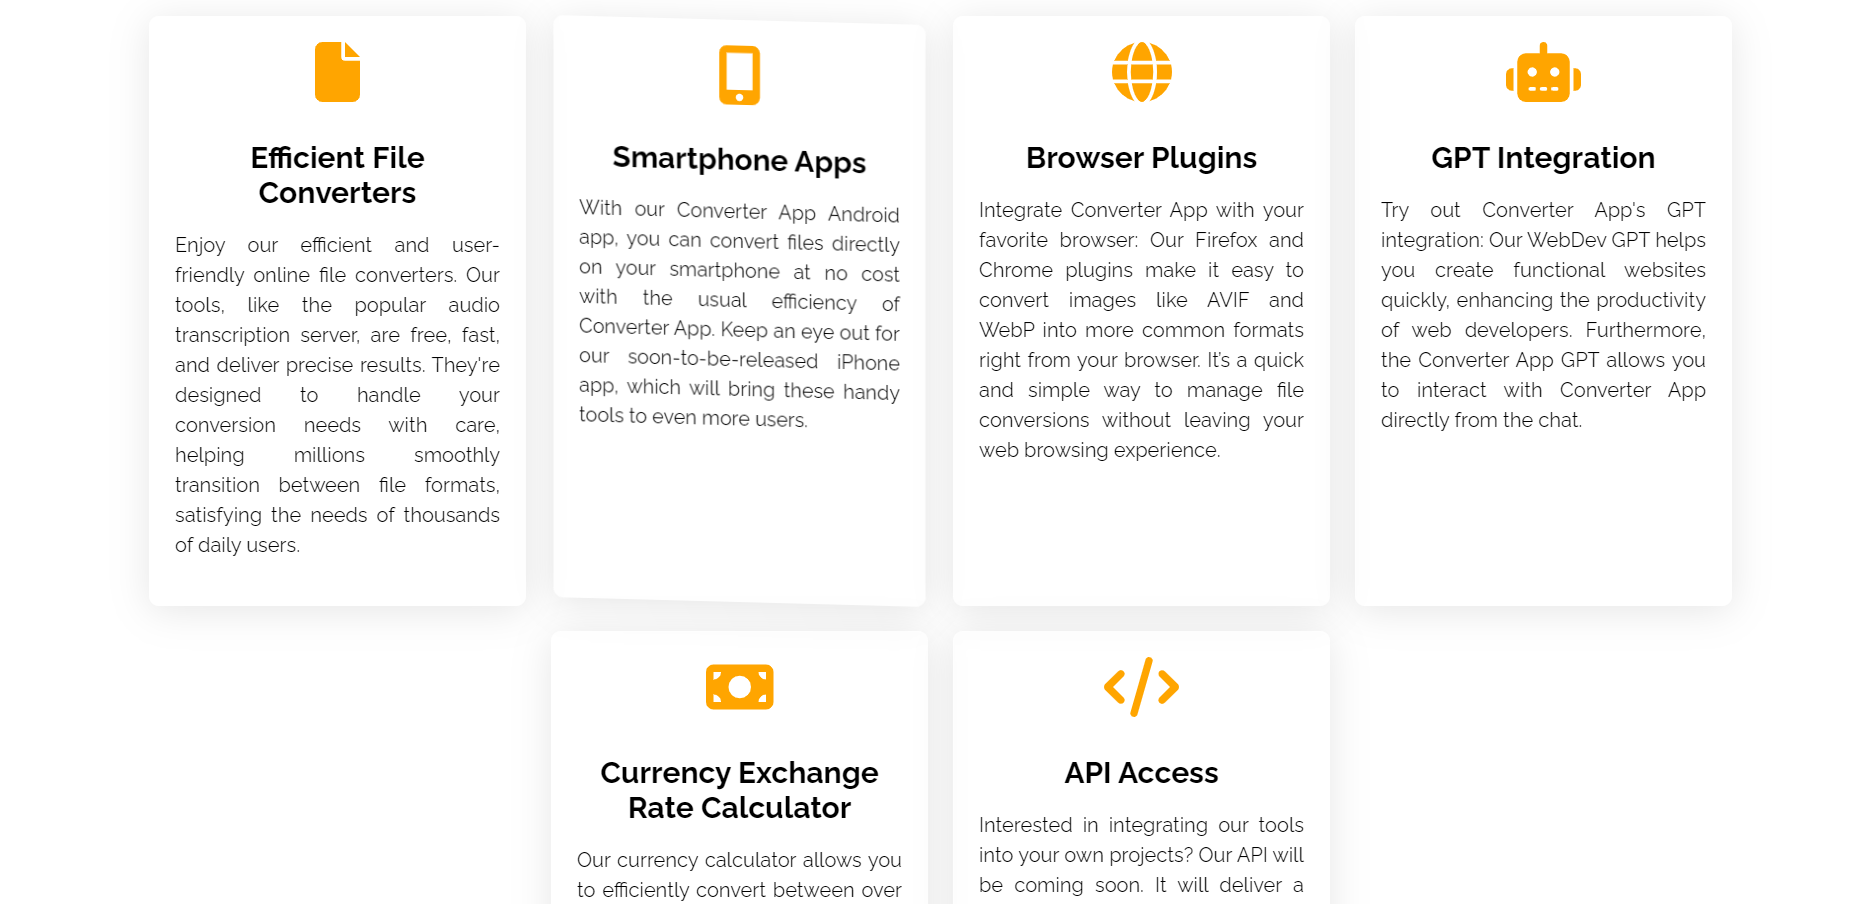 Efficient File
Converters
Enjoy our efficient and user-
friendly online file converters. Our
tools, like the popular audio
transcription server, are free, fast,
and deliver precise results. They're
designed to handle your
conversion needs with care,
helping millions smoothly
transition between file formats,
satisfying the needs of thousands
of daily users.
Smartphone Apps
With our Converter App Android
app, you can convert files directly
on your smartphone at no cost
with the usual efficiency of
Converter App. Keep an eye out for
our soon-to-be-released iPhone
app, which will bring these handy
tools to even more users.
Browser Plugins
Integrate Converter App with your
favorite browser: Our Firefox and
Chrome plugins make it easy to
convert images like AVIF and
WebP into more common formats
right from your browser. It’s a quick
and simple way to manage file
conversions without leaving your
web browsing experience.
GPT Integration
Try out Converter App's GPT
integration: Our WebDev GPT helps
you create functional websites
quickly, enhancing the productivity
of web developers. Furthermore,
the Converter App GPT allows you
to interact with Converter App
directly from the chat.
Currency Exchange
Rate Calculator
Our currency calculator allows you
to efficiently convert between over
API Access
Interested in integrating our tools
into your own projects? Our API will
be coming soon. It will deliver a